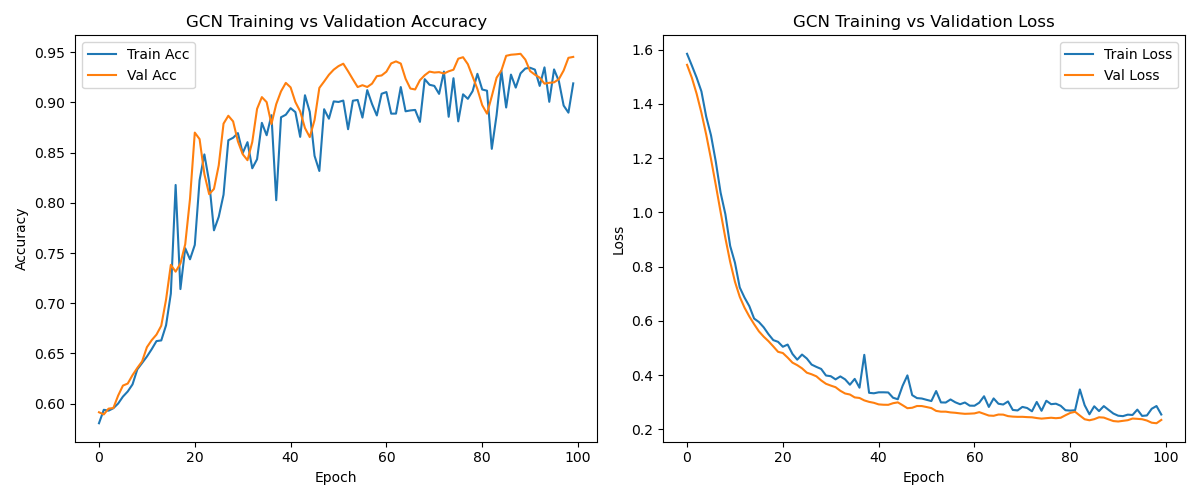 GCN Training vs Validation Accuracy
Train Acc
Val Acc
0.95
0.90
0.85
0.80
0.75
0.70
0.65
0.60
Accuracy
0
20
40
60
80
100
Epoch
GCN Training vs Validation Loss
Train Loss
Val Loss
1.6
1.4
1.2
1.0
0.8
0.6
0.4
0.2
Loss
0
20
40
60
80
100
Epoch